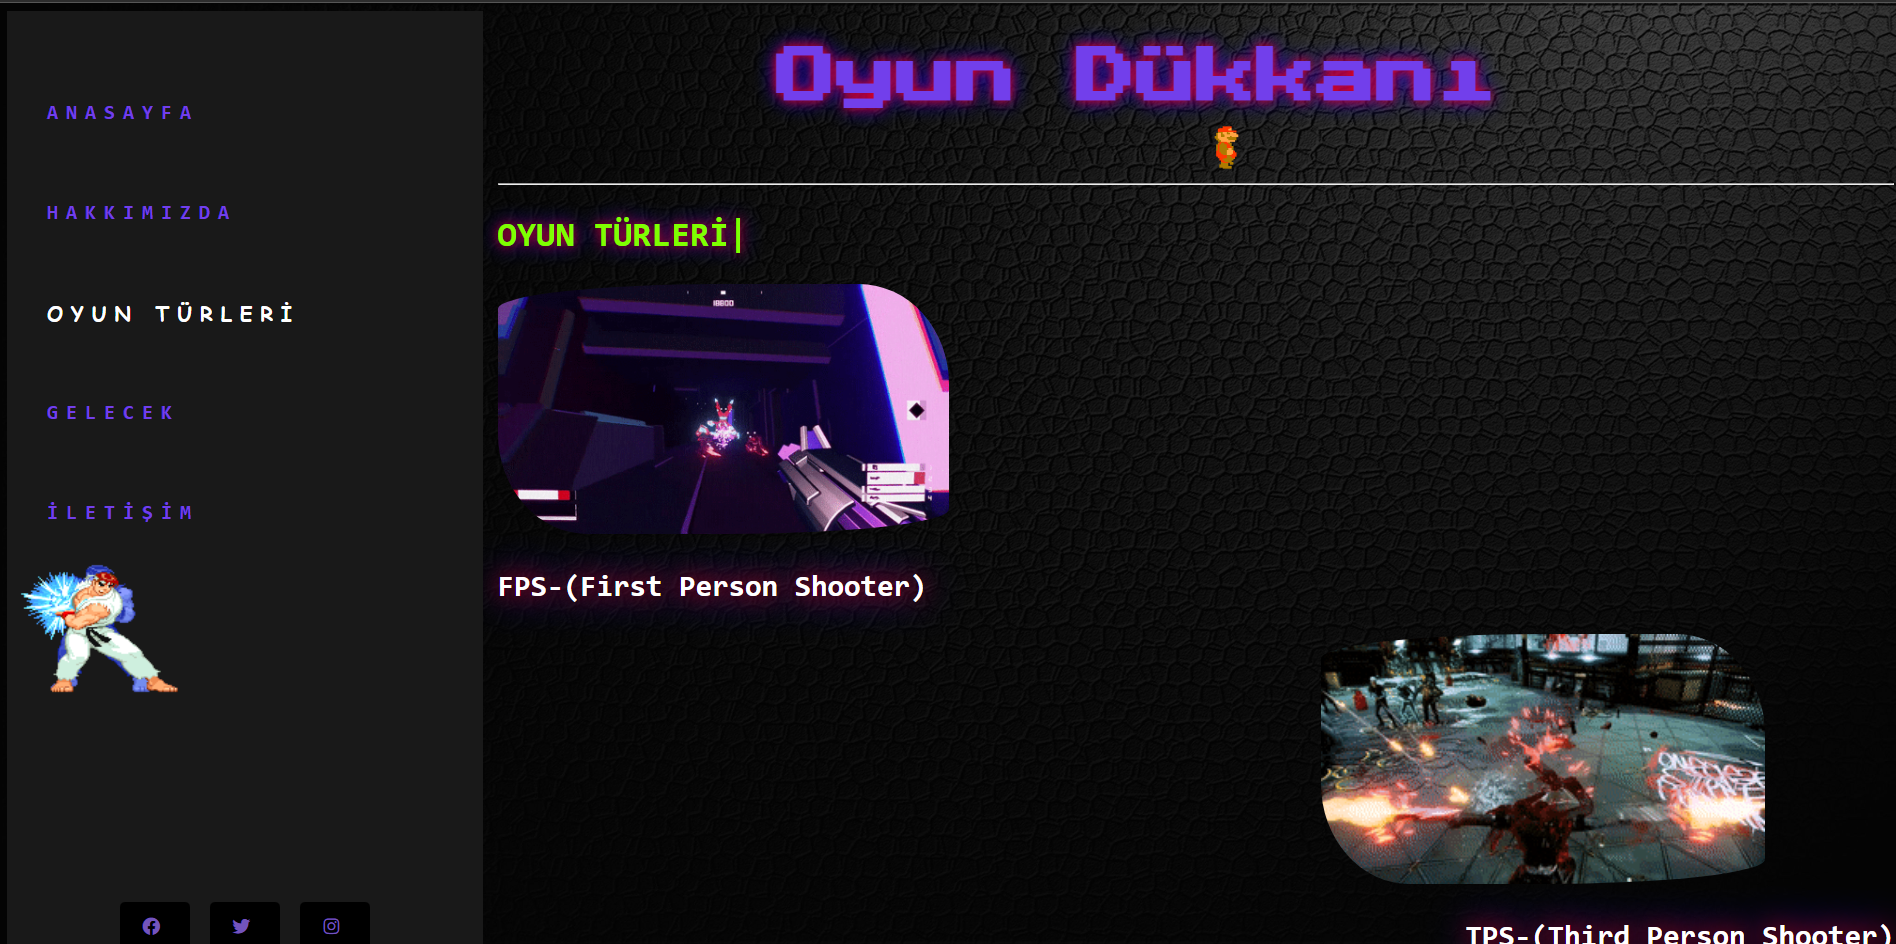 Oyun Dükkanı
ANASAYFA
HAKKIMIZDA
OYUN TÜRLERİ
GELECEK
İLETİŞİM
OYUN TÜRLERİ|
FPS-(First Person Shooter)
TPS-(Third Person Shooter)